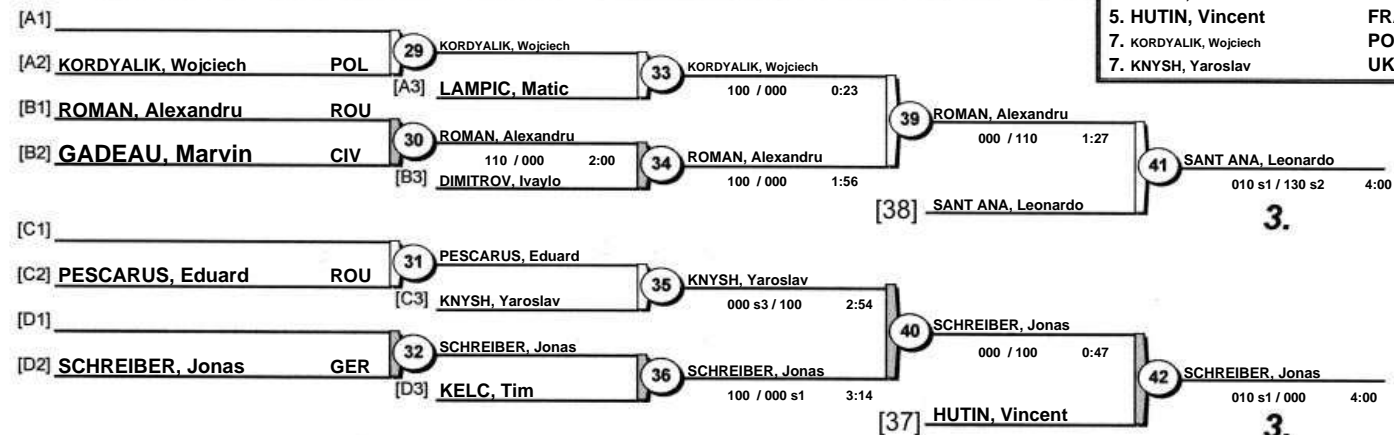 5. HUTIN, Vincent FR
7. KORDYALIK, Wojciech PO
7. KNYSH, Yaroslav UK
[A1]
[A2] KORDYALIK, Wojciech POL
29
KORDYALIK, Wojciech
[A3] LAMPIC, Matic
33
KORDYALIK, Wojciech
100 / 000 0:23
[B1] ROMAN, Alexandru ROU
[B2] GADEAU, Marvin CIV
30
ROMAN, Alexandru
110 / 000 2:00
[B3] DIMITROV, Ivaylo
34
ROMAN, Alexandru
100 / 000 1:56
39
ROMAN, Alexandru
000 / 110 1:27
[38] SANT ANA, Leonardo
41
SANT ANA, Leonardo
010 s1 / 130 s2 4:00
3.
[C1]
[C2] PESCARUS, Eduard ROU
31
PESCARUS, Eduard
[C3] KNYSH, Yaroslav
35
KNYSH, Yaroslav
000 s3 / 100 2:54
[D1]
[D2] SCHREIBER, Jonas GER
32
SCHREIBER, Jonas
[D3] KELC, Tim
36
SCHREIBER, Jonas
100 / 000 s1 3:14
40
SCHREIBER, Jonas
000 / 100 0:47
[37] HUTIN, Vincent
42
SCHREIBER, Jonas
010 s1 / 000 4:00
3.